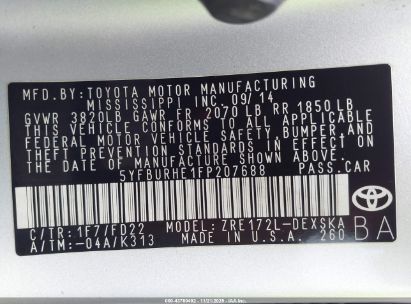 MFD.BY:TOYOTA MOTOR MANUFACTURING
MISSISSIPPI INC. 09/14
GVWR 3820LB GAWR FR 2070 LB RR 1850LB
THIS VEHICLE CONFORMS TO ALL APPLICABLE
FEDERAL MOTOR VEHICLE SAFETY, BUMPER, AND
THEFT PREVENTION STANDARDS IN EFFECT ON
THE DATE OF MANUFACTURE SHOWN ABOVE.
5YFBURHE1FP207688 PASS.CAR
C/TR:1F7/FD22 MODEL:ZRE172L-DEXSKA
A/TM:-04A/K313 MADE IN U.S.A. 260
TOYOTA
BA